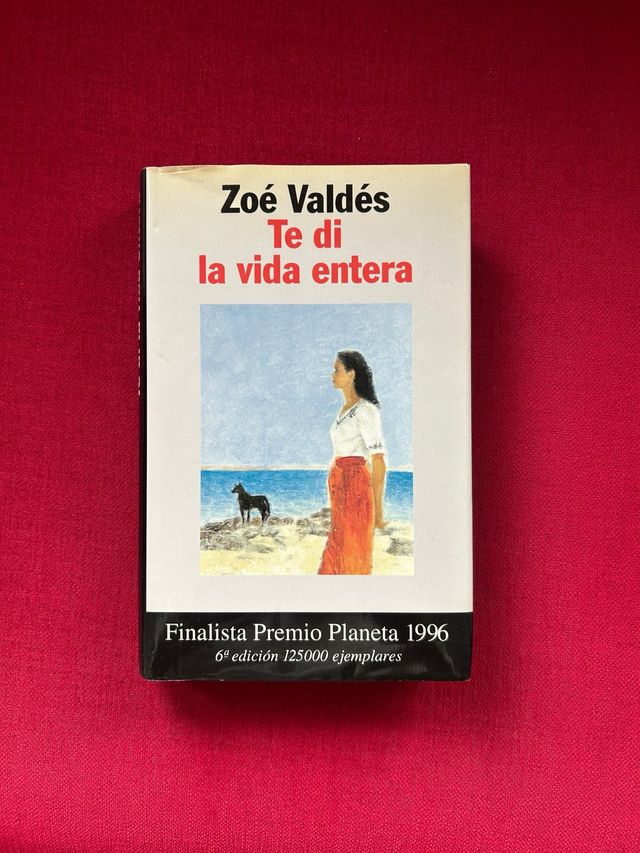 Zoé Valdés
Te di
la vida entera
Finalista Premio Planeta 1996
6ª edición 125000 ejemplares